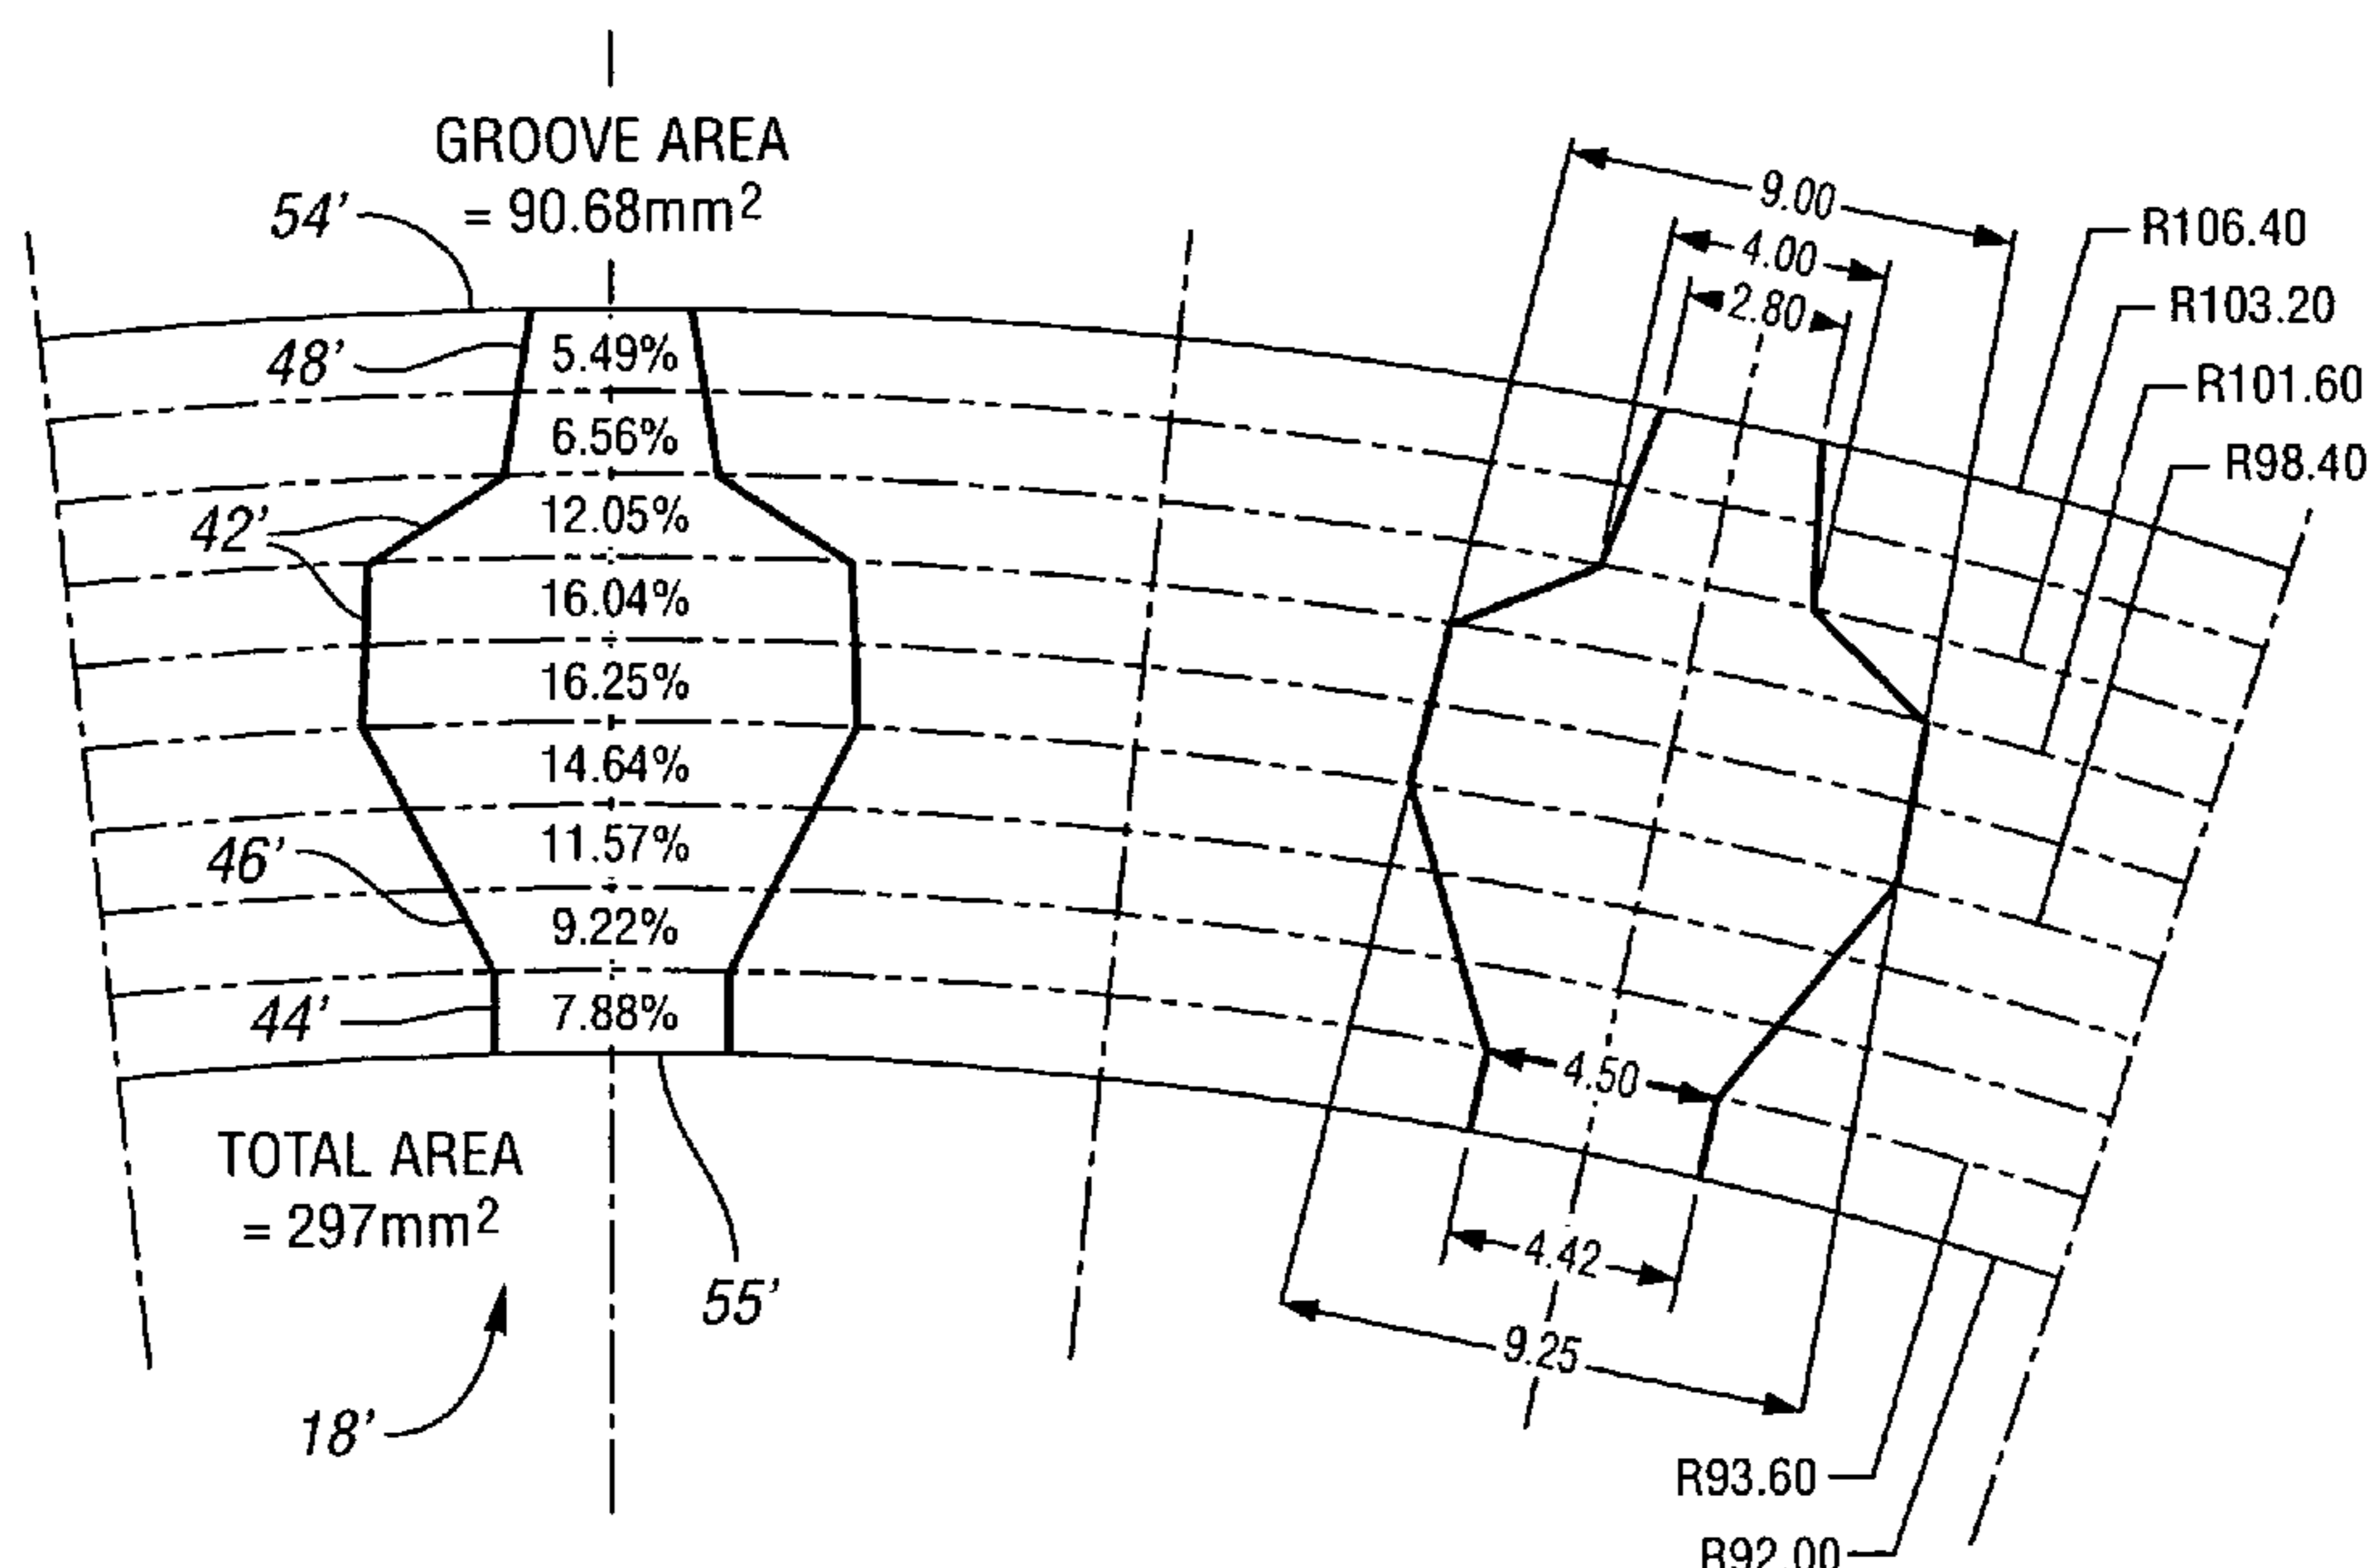 GROOVE AREA
= 90.68mm2
54'
48'
42'
46'
44'
5.49%
6.56%
12.05%
16.04%
16.25%
14.64%
11.57%
9.22%
7.88%
TOTAL AREA
= 297mm2
55'
18'
9.00
4.00
2.80
R106.40
R103.20
R101.60
R98.40
4.50
4.42
9.25
R93.60
R92.00